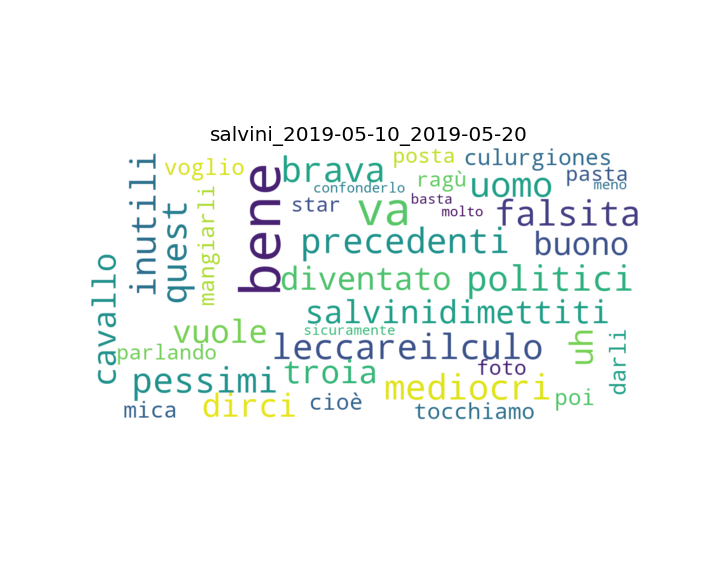 salvini_2019-05-10_2019-05-20
inutili
voglio
bene
brava
posta
culurgiones
confonderlo
ragù
uomo
pasta
meno
quest
mangiarli
star
va
basta
molto
falsita
precedenti
buono
cavallo
diventato
politici
salvinidimettiti
vuole
sicuramente
parlando
leccareilculo
uh
darli
pessimi
troia
foto
mediocri
mica
dirci
cioè
tocchiamo
poi